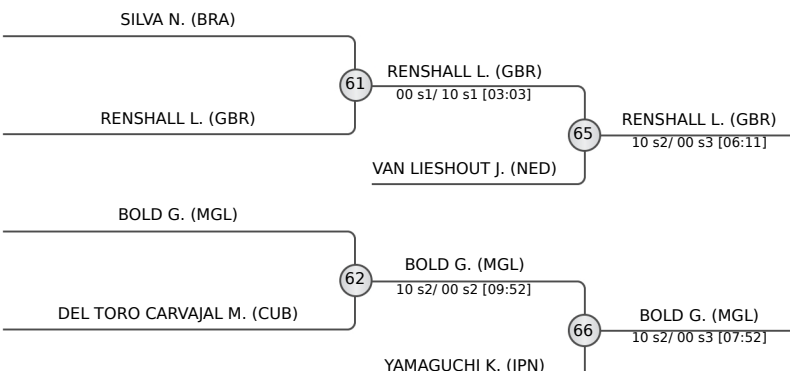 SILVA N. (BRA)
61
RENSHALL L. (GBR)
00 s1/ 10 s1 [03:03]
RENSHALL L. (GBR)
65
RENSHALL L. (GBR)
10 s2/ 00 s3 [06:11]
VAN LIESHOUT J. (NED)
BOLD G. (MGL)
62
BOLD G. (MGL)
10 s2/ 00 s2 [09:52]
DEL TORO CARVAJAL M. (CUB)
66
BOLD G. (MGL)
10 s2/ 00 s3 [07:52]
YAMAGUCHI K. (JPN)